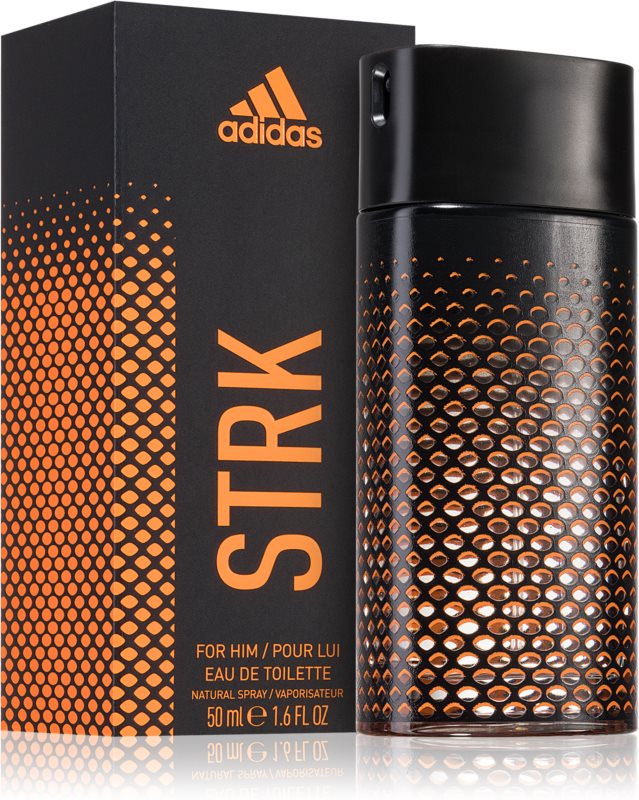 adidas
STRK
FOR HIM / POUR LUI
EAU DE TOILETTE
NATURAL SPRAY / VAPORISATEUR
50 ml ℮ 1.6 FL OZ